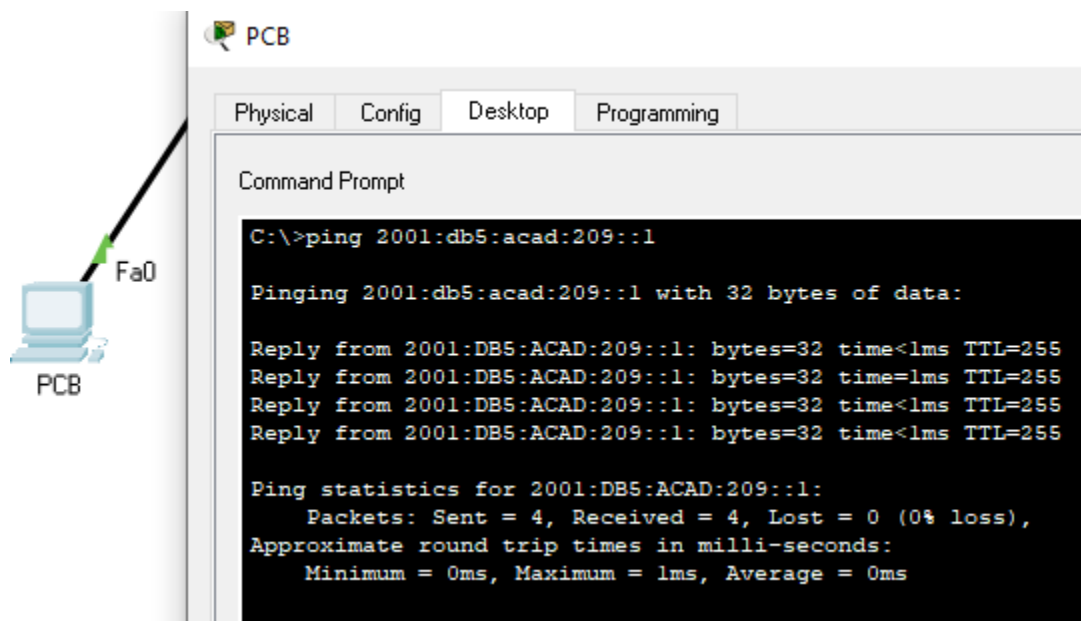 PCB
Physical Config Desktop Programming
Command Prompt
C:\>ping 2001:db5:acad:209::1
Pinging 2001:db5:acad:209::1 with 32 bytes of data:
Reply from 2001:DB5:ACAD:209::1: bytes=32 time<1ms TTL=255
Reply from 2001:DB5:ACAD:209::1: bytes=32 time=1ms TTL=255
Reply from 2001:DB5:ACAD:209::1: bytes=32 time<1ms TTL=255
Reply from 2001:DB5:ACAD:209::1: bytes=32 time<1ms TTL=255
Ping statistics for 2001:DB5:ACAD:209::1:
Packets: Sent = 4, Received = 4, Lost = 0 (0% loss),
Approximate round trip times in milli-seconds:
Minimum = 0ms, Maximum = 1ms, Average = 0ms
Fa0
PCB